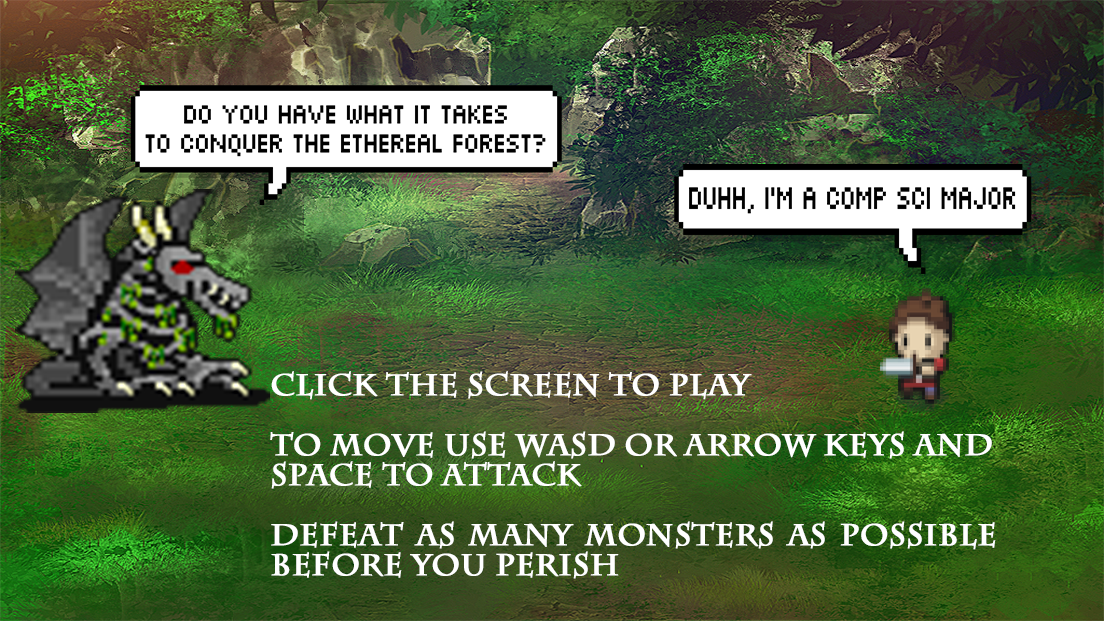 DO YOU HAVE WHAT IT TAKES
TO CONQUER THE ETHEREAL FOREST?
DUHH, I'M A COMP SCI MAJOR
CLICK THE SCREEN TO PLAY
TO MOVE USE WASD OR ARROW KEYS AND
SPACE TO ATTACK
DEFEAT AS MANY MONSTERS AS POSSIBLE
BEFORE YOU PERISH